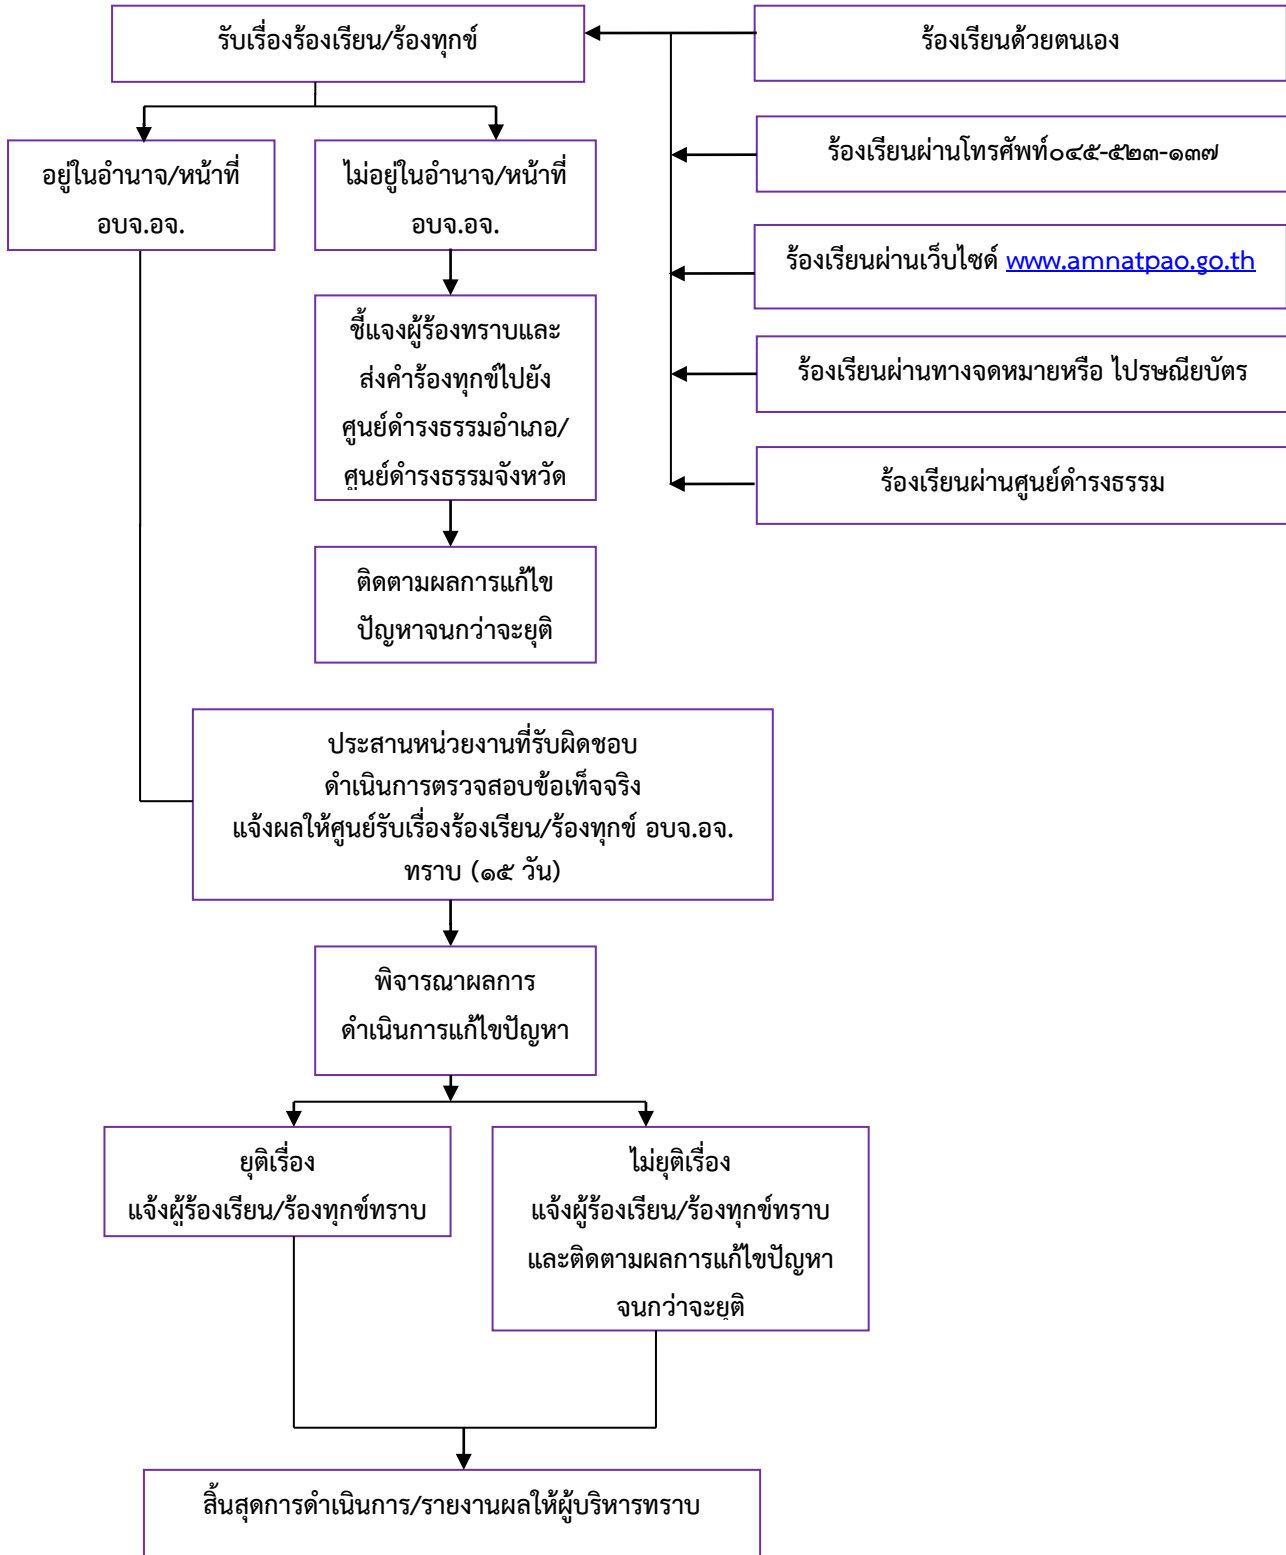 รับเรื่องร้องเรียน/ร้องทุกข์
ร้องเรียนด้วยตนเอง
ร้องเรียนผ่านโทรศัพท์๐๔๕-๕๒๓-๑๓๗
ร้องเรียนผ่านเว็บไซด์ www.amnatpao.go.th
ร้องเรียนผ่านทางจดหมายหรือ ไปรษณียบัตร
ร้องเรียนผ่านศูนย์ดำรงธรรม
อยู่ในอำนาจ/หน้าที่
อบจ.อจ.
ไม่อยู่ในอำนาจ/หน้าที่
อบจ.อจ.
ชี้แจงผู้ร้องทราบและ
ส่งคำร้องทุกข์ไปยัง
ศูนย์ดำรงธรรมอำเภอ/
ศูนย์ดำรงธรรมจังหวัด
ติดตามผลการแก้ไข
ปัญหาจนกว่าจะยุติ
ประสานหน่วยงานที่รับผิดชอบ
ดำเนินการตรวจสอบข้อเท็จจริง
แจ้งผลให้ศูนย์รับเรื่องร้องเรียน/ร้องทุกข์ อบจ.อจ.
ทราบ (๑๕ วัน)
พิจารณาผลการ
ดำเนินการแก้ไขปัญหา
ยุติเรื่อง
แจ้งผู้ร้องเรียน/ร้องทุกข์ทราบ
ไม่ยุติเรื่อง
แจ้งผู้ร้องเรียน/ร้องทุกข์ทราบ
และติดตามผลการแก้ไขปัญหา
จนกว่าจะยุติ
สิ้นสุดการดำเนินการ/รายงานผลให้ผู้บริหารทราบ